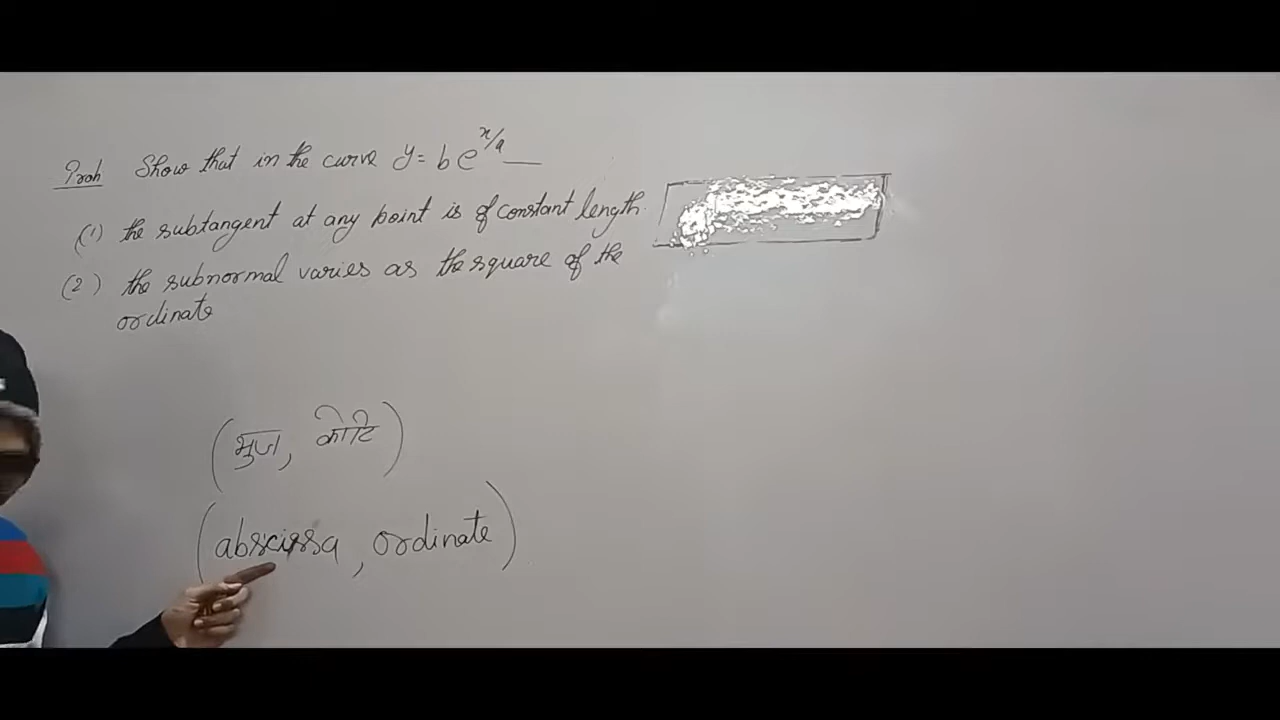 Prob Show that in the curve y = b e^{x/a}
(1) the subtangent at any point is of constant length.
(2) the subnormal varies as the square of the
ordinate
(भुज, कोटि)
(abscissa, ordinate)